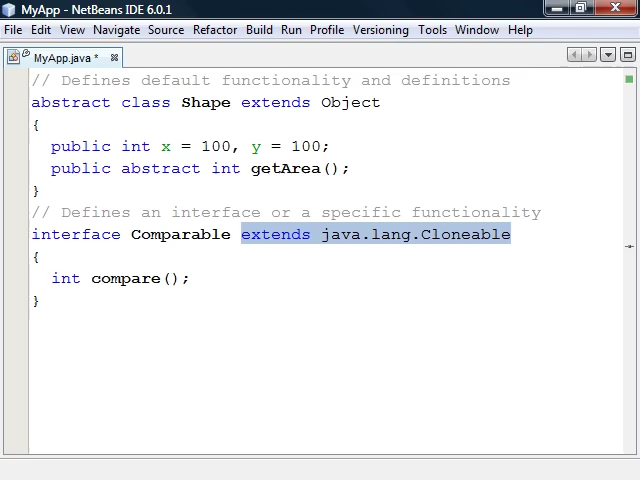 MyApp - NetBeans IDE 6.0.1
File Edit View Navigate Source Refactor Build Run Profile Versioning Tools Window Help
MyApp.java *
// Defines default functionality and definitions
abstract class Shape extends Object
{
public int x = 100, y = 100;
public abstract int getArea();
}
// Defines an interface or a specific functionality
interface Comparable extends java.lang.Cloneable
{
int compare();
}